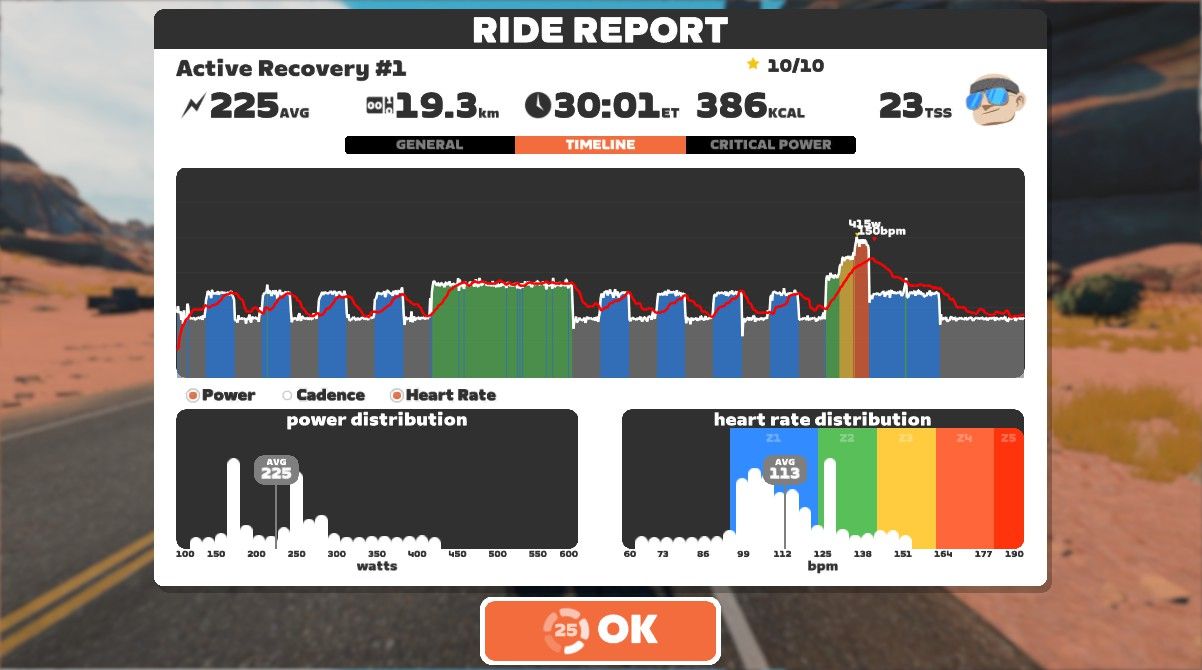 RIDE REPORT
Active Recovery #1
10/10
225AVG 19.3km 30:01ET 386KCAL 23TSS
GENERAL TIMELINE CRITICAL POWER
415w
150bpm
Power Cadence Heart Rate
power distribution
AVG
225
100 150 200 250 300 350 400 450 500 550 600
watts
heart rate distribution
Z1 Z2 Z3 Z4 Z5
AVG
113
60 73 86 99 112 125 138 151 164 177 190
bpm
25 OK